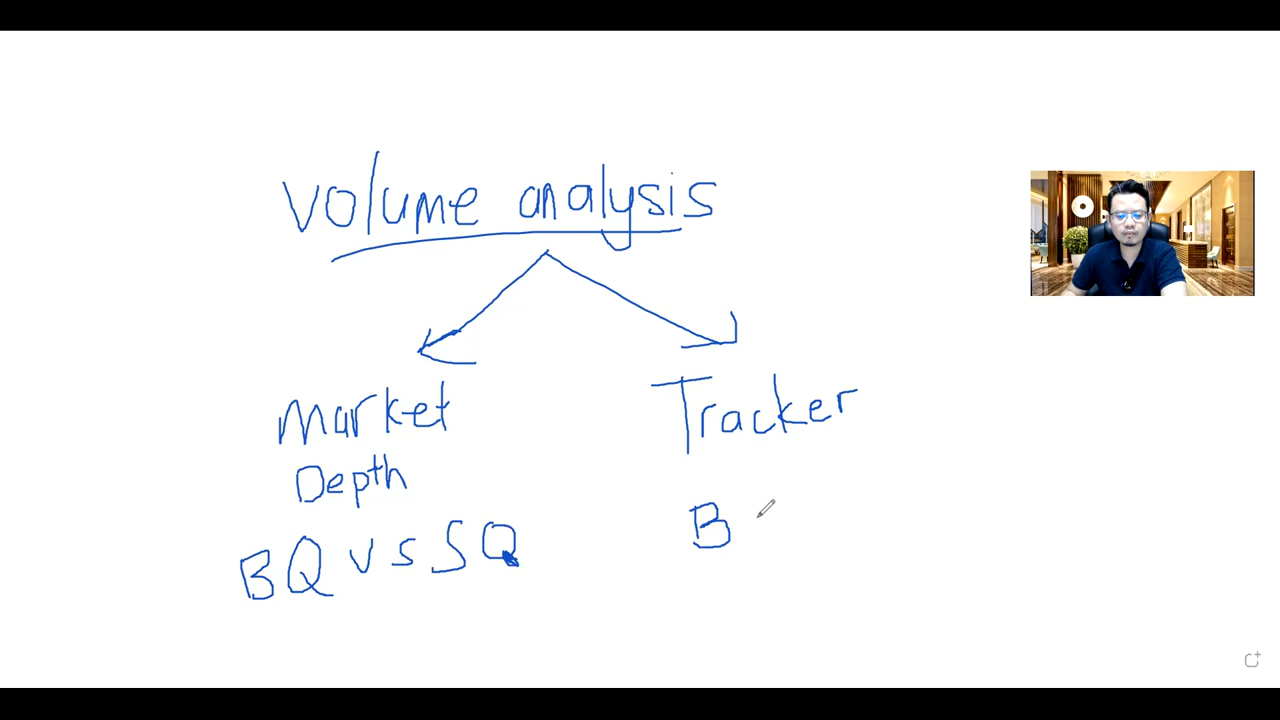 volume analysis
Market
Depth
BQ vs SQ
Tracker
B